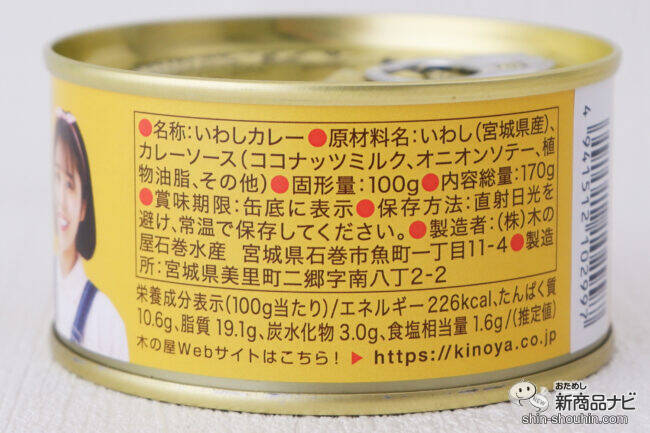 ●名称:いわしカレー●原材料名:いわし(宮城県産)、
カレーソース(ココナッツミルク、オニオンソテー、植
物油脂、その他)●固形量:100g●内容総量:170g
●賞味期限:缶底に表示●保存方法:直射日光を
避け、常温で保存してください。●製造者:(株)木の
屋石巻水産 宮城県石巻市魚町一丁目11-4●製造
所:宮城県美里町二郷字南八丁2-2
栄養成分表示(100g当たり)/エネルギー226kcal,たんぱく質
10.6g,脂質19.1g,炭水化物3.0g,食塩相当量1.6g/(推定値)
木の屋Webサイトはこちら!▶https://kinoya.co.jp
4941512102997
おためし
新商品ナビ
shin-shouhin.com